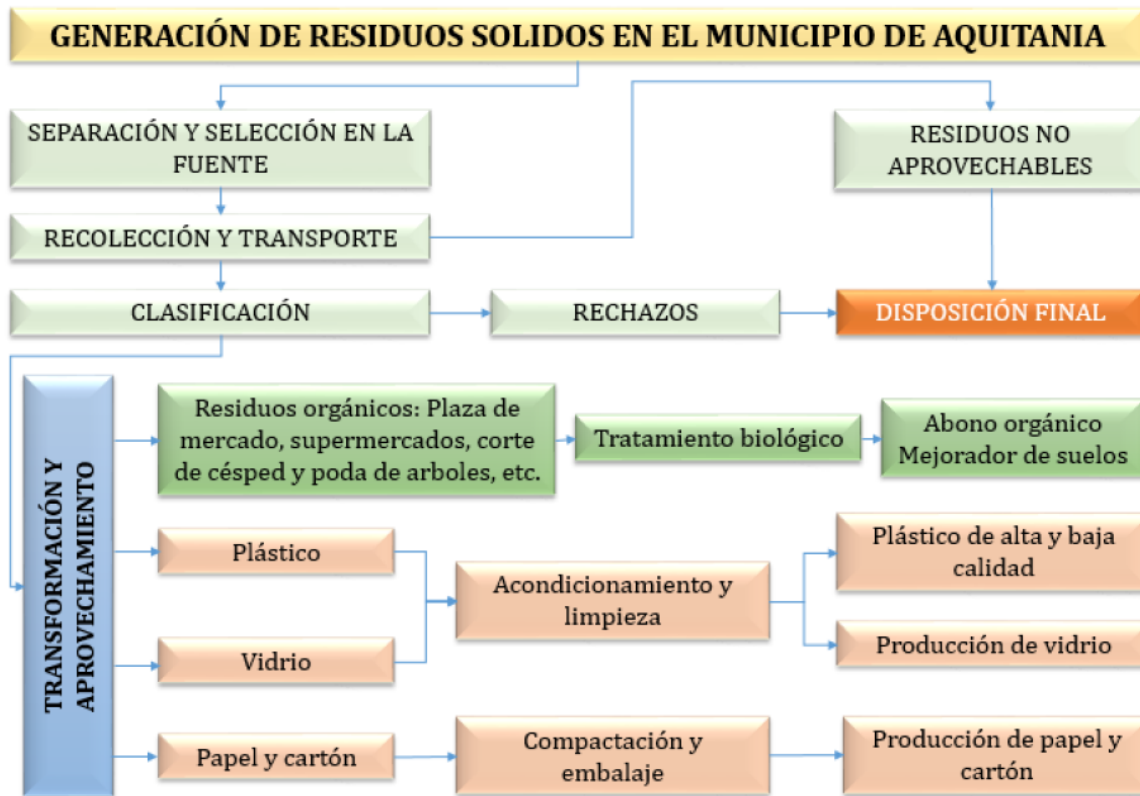 GENERACIÓN DE RESIDUOS SOLIDOS EN EL MUNICIPIO DE AQUITANIA
SEPARACIÓN Y SELECCIÓN EN LA
FUENTE
RESIDUOS NO
APROVECHABLES
RECOLECCIÓN Y TRANSPORTE
CLASIFICACIÓN
RECHAZOS
DISPOSICIÓN FINAL
TRANSFORMACIÓN Y
APROVECHAMIENTO
Residuos orgánicos: Plaza de
mercado, supermercados, corte
de césped y poda de arboles, etc.
Tratamiento biológico
Abono orgánico
Mejorador de suelos
Plástico
Vidrio
Acondicionamiento y
limpieza
Plástico de alta y baja
calidad
Producción de vidrio
Papel y cartón
Compactación y
embalaje
Producción de papel y
cartón